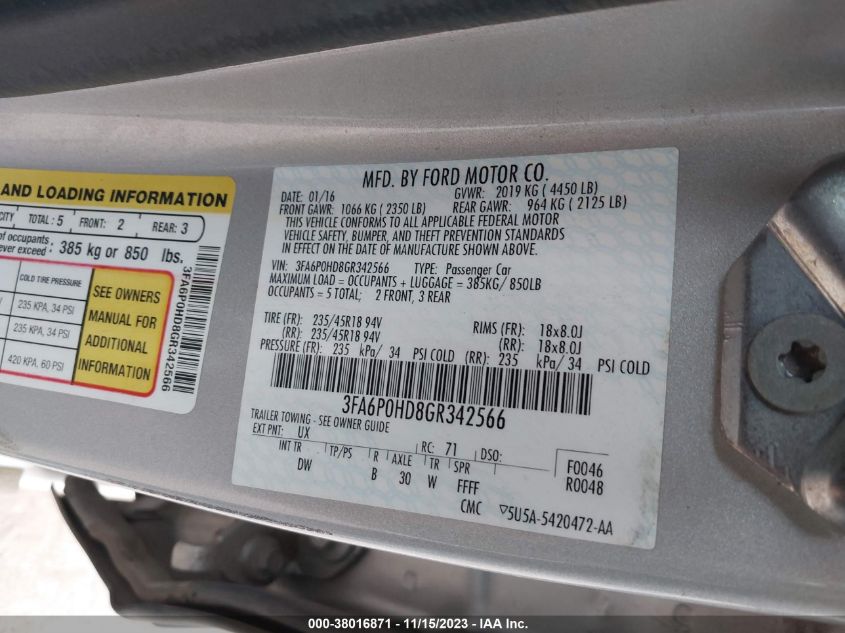 AND LOADING INFORMATION
CITY TOTAL: 5 FRONT: 2 REAR: 3
of occupants
ever exceed: 385 kg or 850 lbs.
COLD TIRE PRESSURE
235 KPA, 34 PSI
235 KPA, 34 PSI
420 KPA, 60 PSI
SEE OWNERS
MANUAL FOR
ADDITIONAL
INFORMATION
3FA6P0HD8GR342566
MFD. BY FORD MOTOR CO.
DATE: 01/16 GVWR: 2019 KG ( 4450 LB)
FRONT GAWR: 1066 KG ( 2350 LB) REAR GAWR: 964 KG ( 2125 LB)
THIS VEHICLE CONFORMS TO ALL APPLICABLE FEDERAL MOTOR
VEHICLE SAFETY, BUMPER, AND THEFT PREVENTION STANDARDS
IN EFFECT ON THE DATE OF MANUFACTURE SHOWN ABOVE.
VIN: 3FA6P0HD8GR342566 TYPE: Passenger Car
MAXIMUM LOAD = OCCUPANTS + LUGGAGE = 385KG/ 850LB
OCCUPANTS = 5 TOTAL; 2 FRONT, 3 REAR
TIRE (FR): 235/45R18 94V RIMS (FR): 18x8.0J
(RR): 235/45R18 94V (RR): 18x8.0J
PRESSURE (FR): 235 kPa/ 34 PSI COLD (RR): 235 kPa/ 34 PSI COLD
3FA6P0HD8GR342566
TRAILER TOWING - SEE OWNER GUIDE
EXT PNT: UX RC: 71 DSO:
INT TR TP/PS R AXLE TR SPR F0046
DW B 30 W FFFF R0048
CMC ▽5U5A-5420472-AA
000-38016871 - 11/15/2023 - IAA Inc.